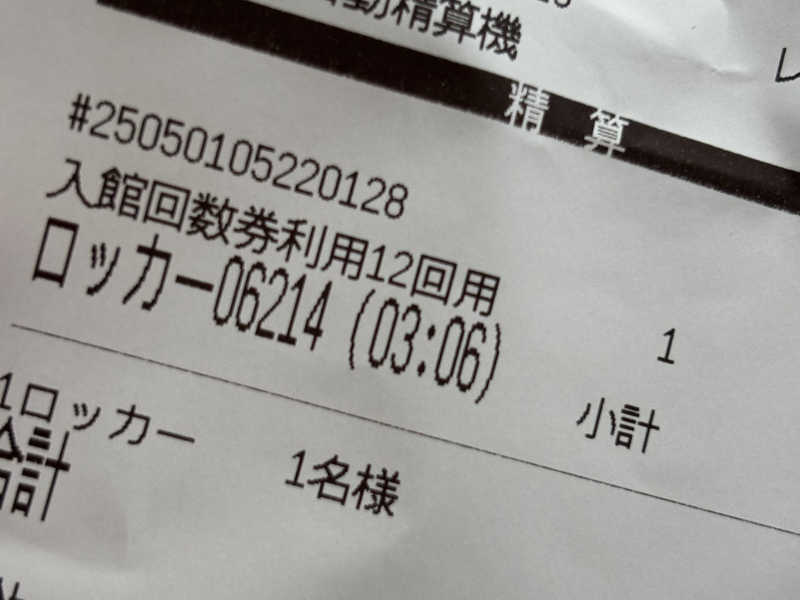 動精算機
精 算
#25050105220128
入館回数券利用12回用
1
ロッカー06214 (03:06)
小計
1ロッカー 1名様
合計